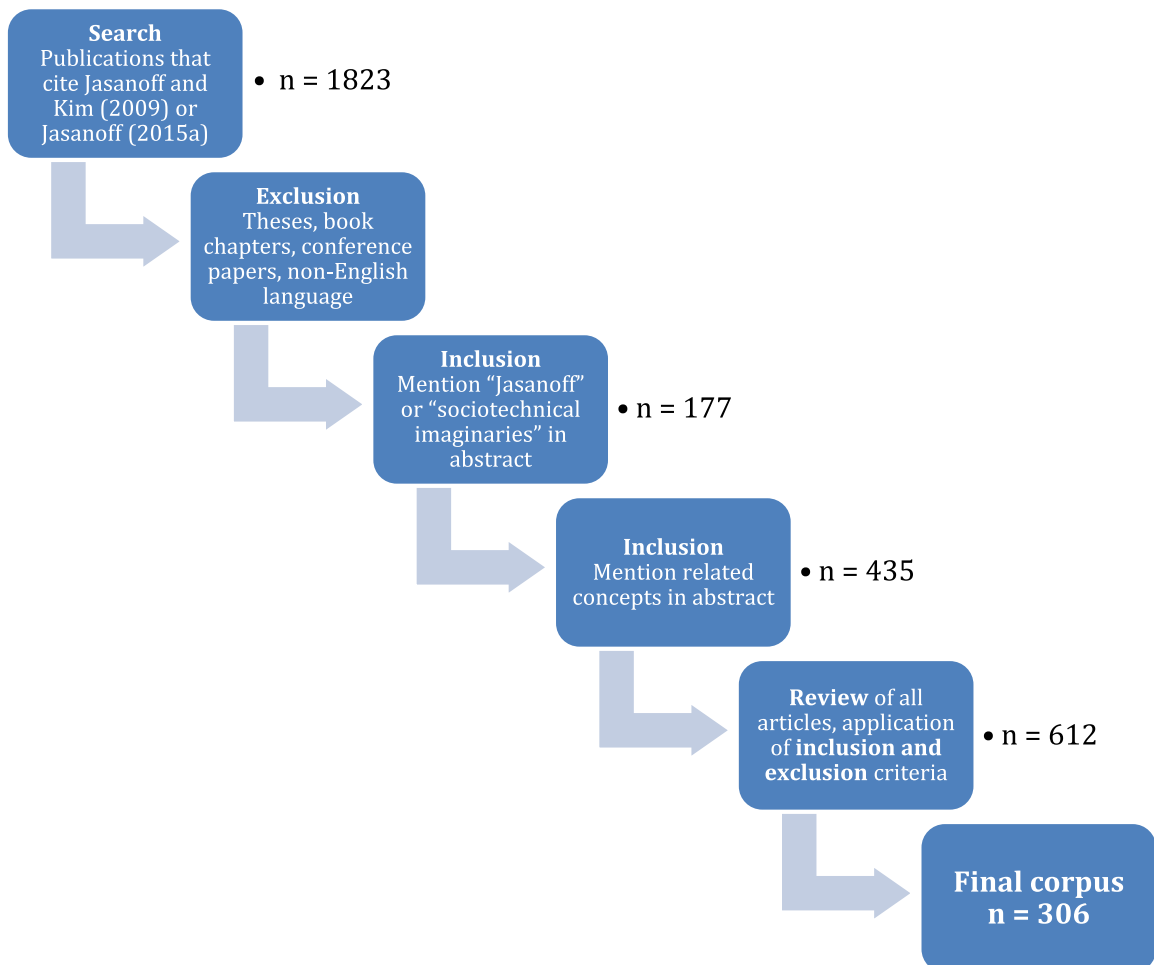 Search
Publications that
cite Jasanoff and
Kim (2009) or
Jasanoff (2015a)
• n = 1823
Exclusion
Theses, book
chapters, conference
papers, non-English
language
Inclusion
Mention “Jasanoff”
or “sociotechnical
imaginaries” in
abstract
• n = 177
Inclusion
Mention related
concepts in abstract
• n = 435
Review of all
articles, application
of inclusion and
exclusion criteria
• n = 612
Final corpus
n = 306